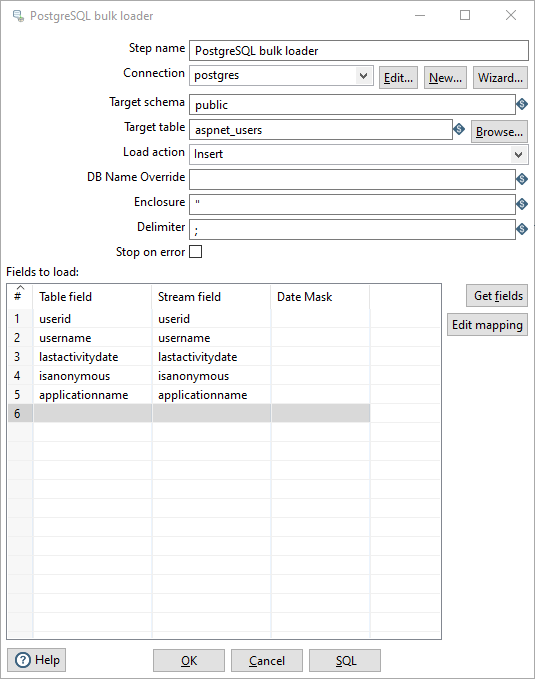 PostgreSQL bulk loader
Step name PostgreSQL bulk loader
Connection postgres Edit... New... Wizard...
Target schema public
Target table aspnet_users Browse...
Load action Insert
DB Name Override
Enclosure "
Delimiter ;
Stop on error
Fields to load:
# Table field Stream field Date Mask
1 userid userid
2 username username
3 lastactivitydate lastactivitydate
4 isanonymous isanonymous
5 applicationname applicationname
6
Get fields
Edit mapping
Help OK Cancel SQL